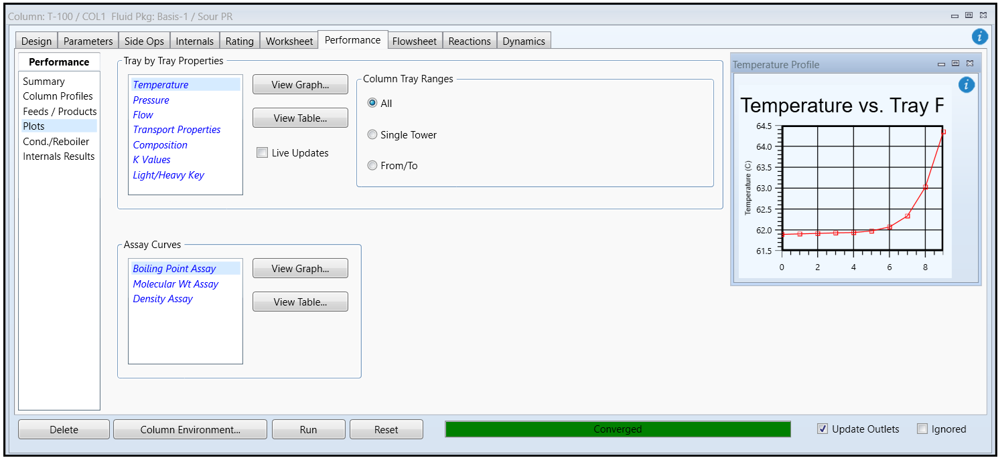 Column: T-100 / COL1 Fluid Pkg: Basis-1 / Sour PR
Design Parameters Side Ops Internals Rating Worksheet Performance Flowsheet Reactions Dynamics
Performance
Summary
Column Profiles
Feeds / Products
Plots
Cond./Reboiler
Internals Results
Tray by Tray Properties
Temperature
Pressure
Flow
Transport Properties
Composition
K Values
Light/Heavy Key
View Graph...
View Table...
Live Updates
Column Tray Ranges
All
Single Tower
From/To
Assay Curves
Boiling Point Assay
Molecular Wt Assay
Density Assay
View Graph...
View Table...
Temperature Profile
Temperature vs. Tray P
Temperature (C)
64.5
64.0
63.5
63.0
62.5
62.0
61.5
0 2 4 6 8
Delete Column Environment... Run Reset Converged Update Outlets Ignored